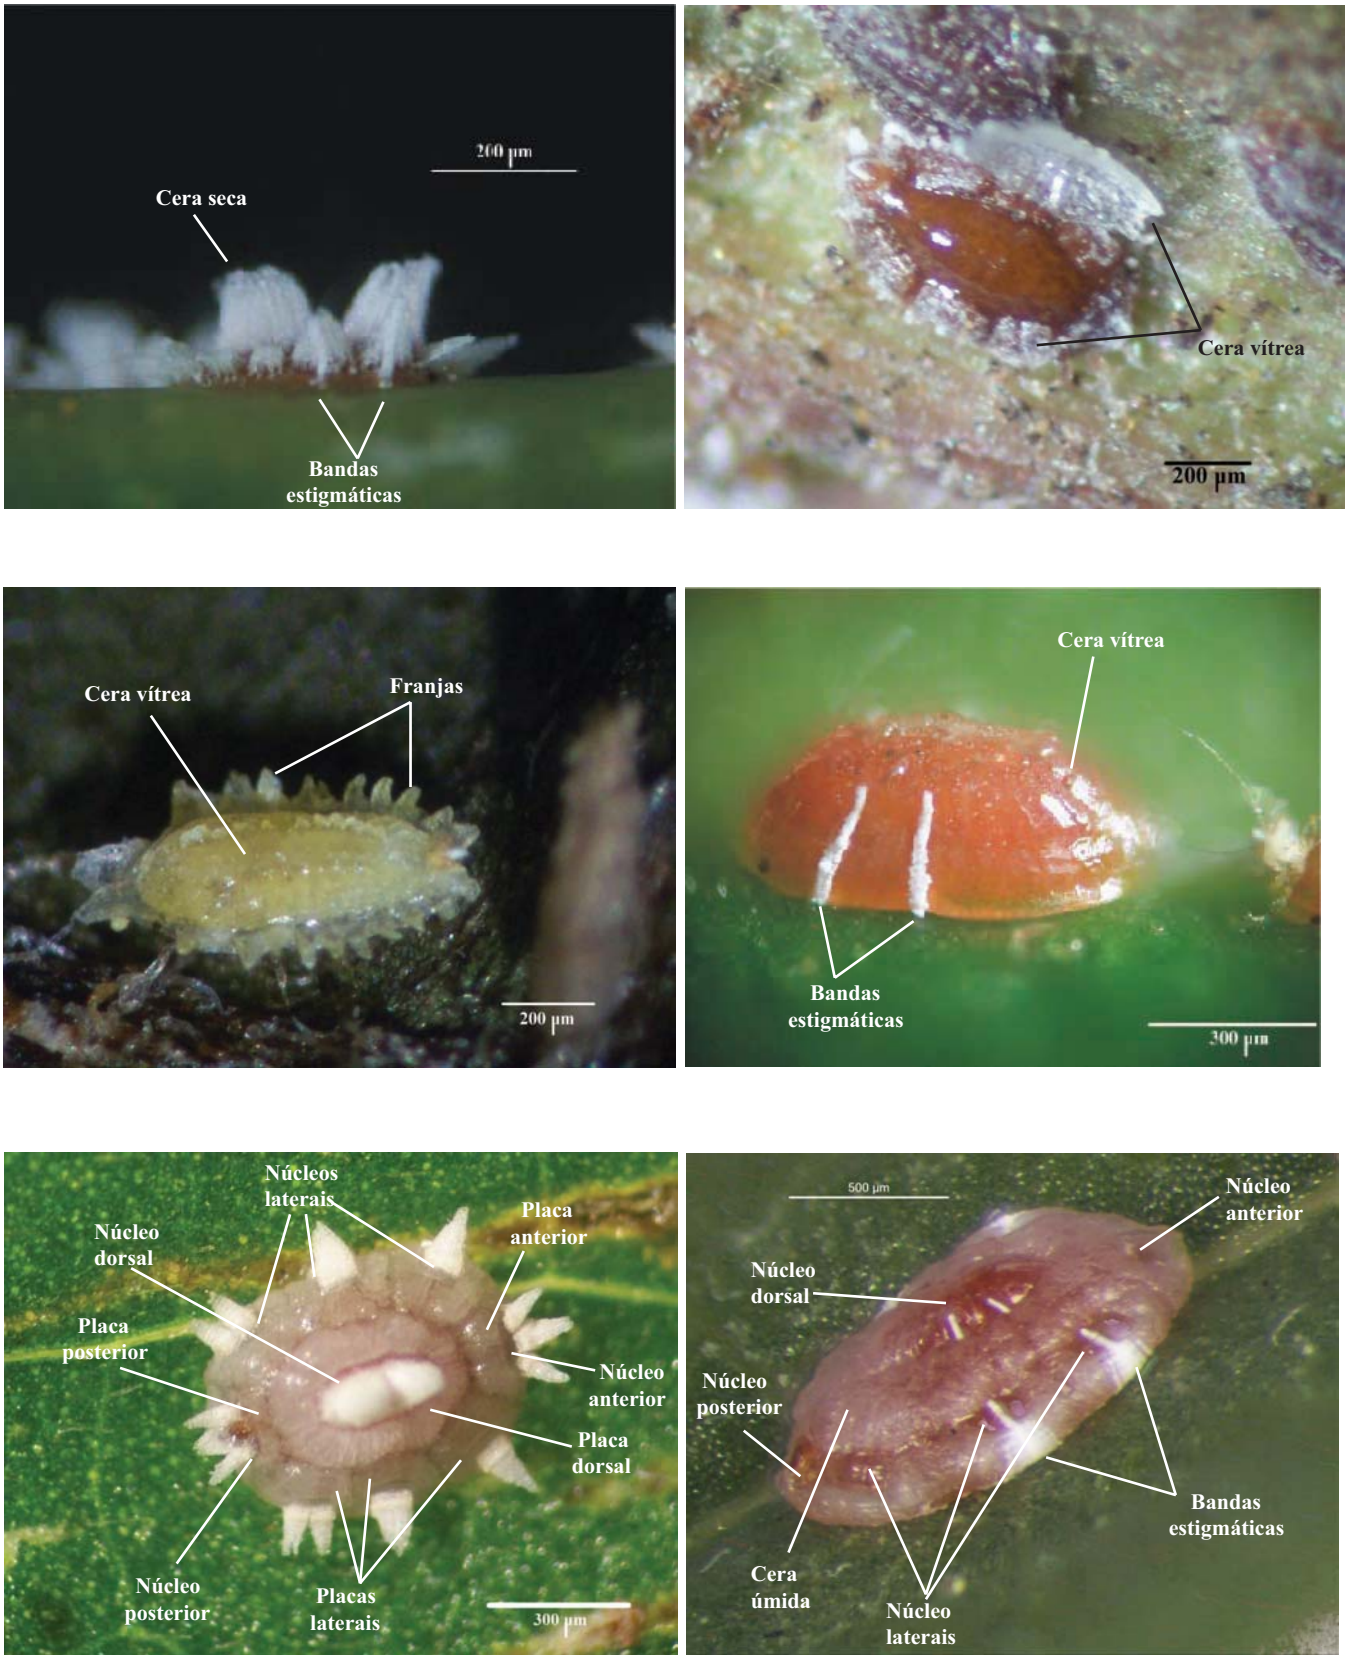 200 µm
Cera seca
Bandas
estigmáticas
Cera vítrea
200 µm
Cera vítrea
Franjas
200 µm
Cera vítrea
Bandas
estigmáticas
300 µm
Núcleos
laterais
Núcleo
dorsal
Placa
anterior
Placa
posterior
Núcleo
anterior
Placa
dorsal
Núcleo
posterior
Placas
laterais
300 µm
500 µm
Núcleo
anterior
Núcleo
dorsal
Núcleo
posterior
Bandas
estigmáticas
Cera
úmida
Núcleo
laterais